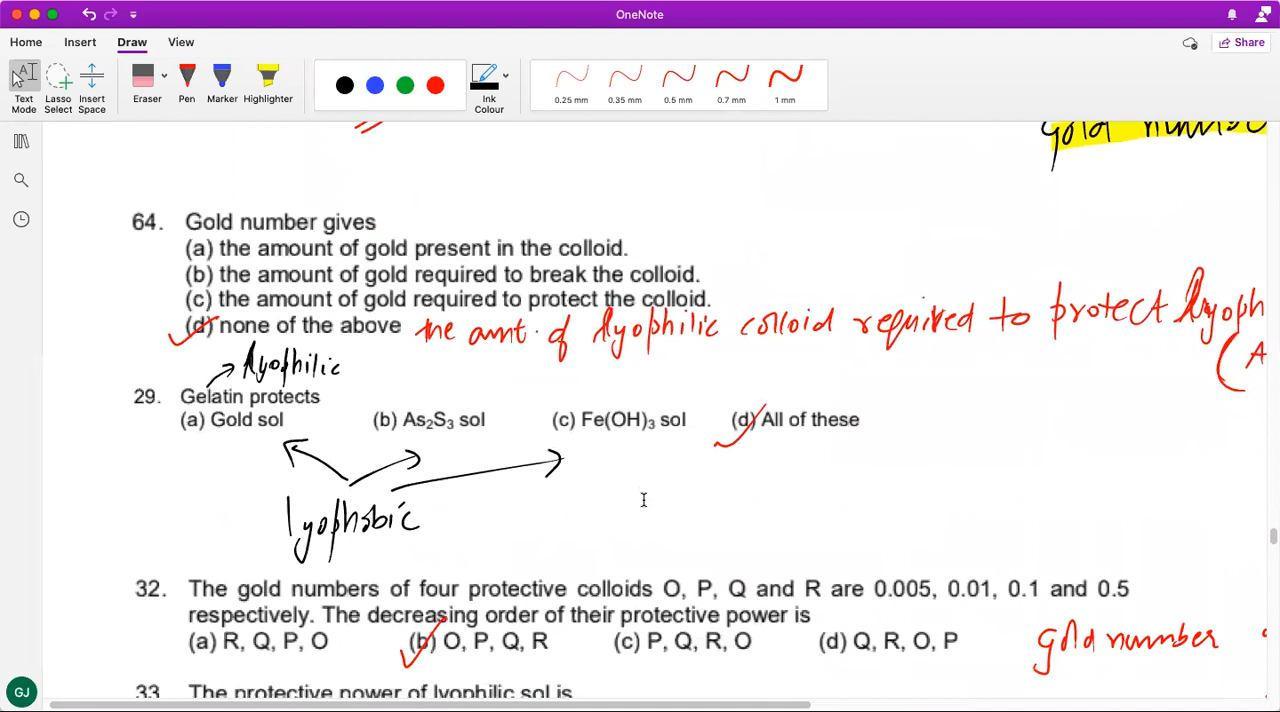 OneNote
Home Insert Draw View
Share
Text Mode
Lasso Select
Insert Space
Eraser
Pen
Marker
Highlighter
Ink Colour
0.25 mm 0.35 mm 0.5 mm 0.7 mm 1 mm
gold
64. Gold number gives
(a) the amount of gold present in the colloid.
(b) the amount of gold required to break the colloid.
(c) the amount of gold required to protect the colloid.
(d) none of the above the amt. of lyophilic colloid required to protect lyoph
(A
lyophilic
29. Gelatin protects
(a) Gold sol (b) As₂S₃ sol (c) Fe(OH)₃ sol (d) All of these
lyophobic
32. The gold numbers of four protective colloids O, P, Q and R are 0.005, 0.01, 0.1 and 0.5
respectively. The decreasing order of their protective power is
(a) R, Q, P, O (b) O, P, Q, R (c) P, Q, R, O (d) Q, R, O, P gold number
33 The protective power of lyophilic sol is
GJ